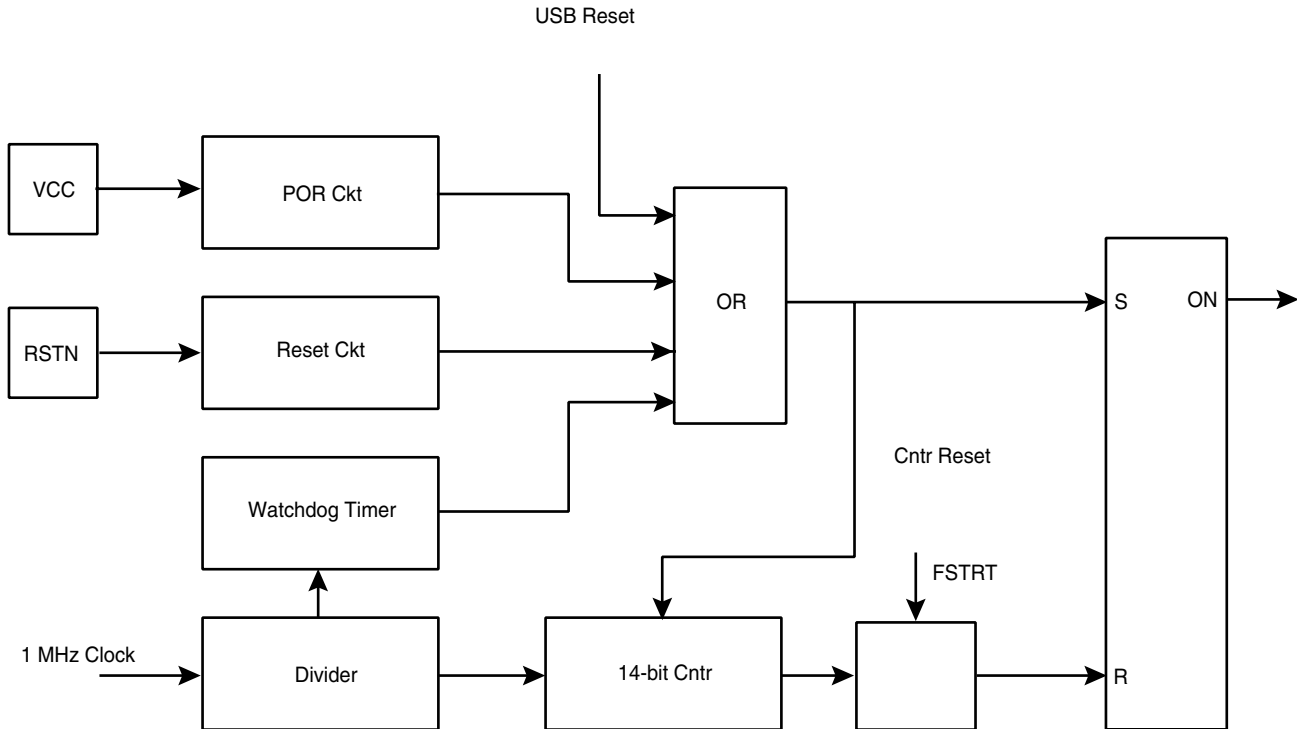 USB Reset
VCC
POR Ckt
OR
S
ON
RSTN
Reset Ckt
Cntr Reset
Watchdog Timer
FSTRT
1 MHz Clock
Divider
14-bit Cntr
R